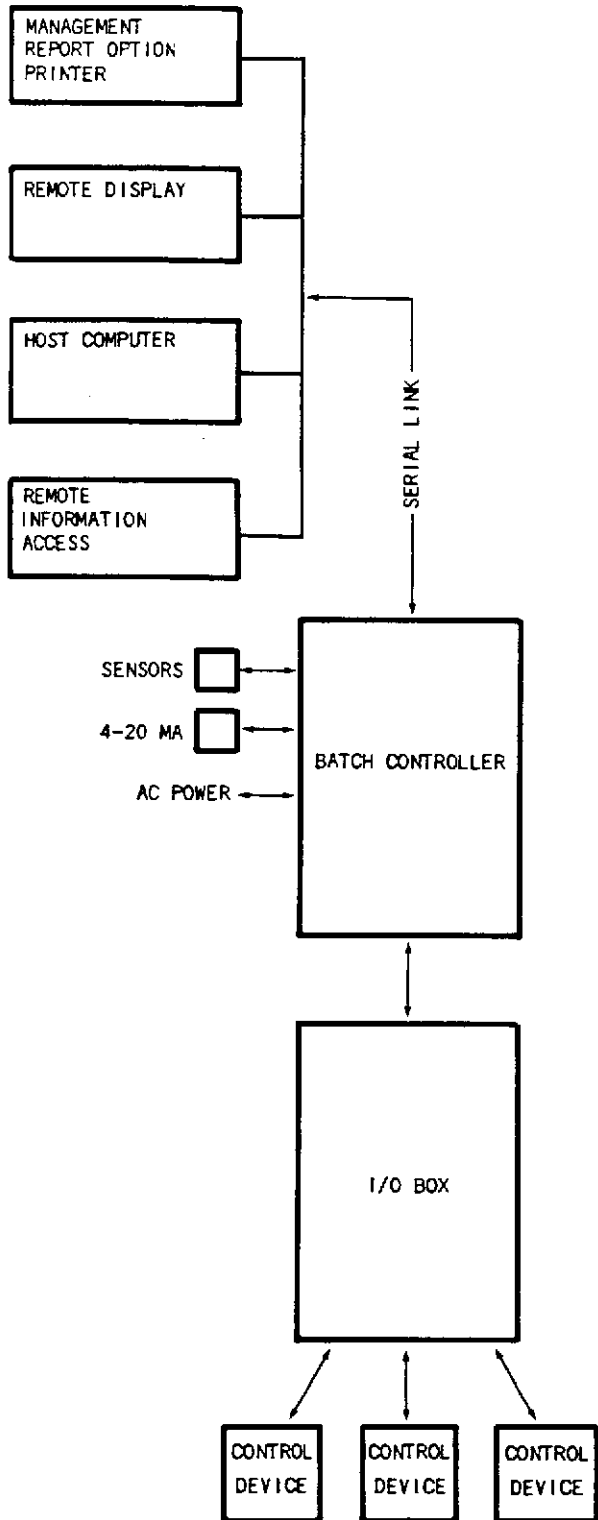 MANAGEMENT
REPORT OPTION
PRINTER
REMOTE DISPLAY
HOST COMPUTER
REMOTE
INFORMATION
ACCESS
SERIAL LINK
SENSORS
4-20 MA
AC POWER
BATCH CONTROLLER
I/O BOX
CONTROL
DEVICE
CONTROL
DEVICE
CONTROL
DEVICE